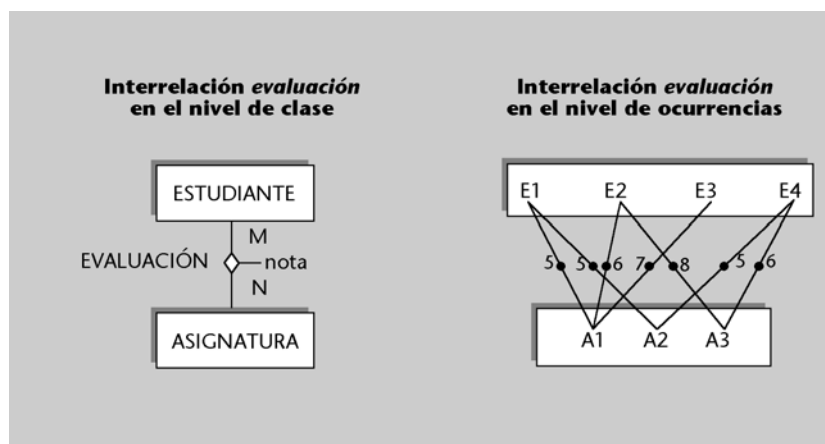 Interrelación evaluación
en el nivel de clase
ESTUDIANTE
M
EVALUACIÓN
nota
N
ASIGNATURA
Interrelación evaluación
en el nivel de ocurrencias
E1 E2 E3 E4
5 5 6 7 8 5 6
A1 A2 A3